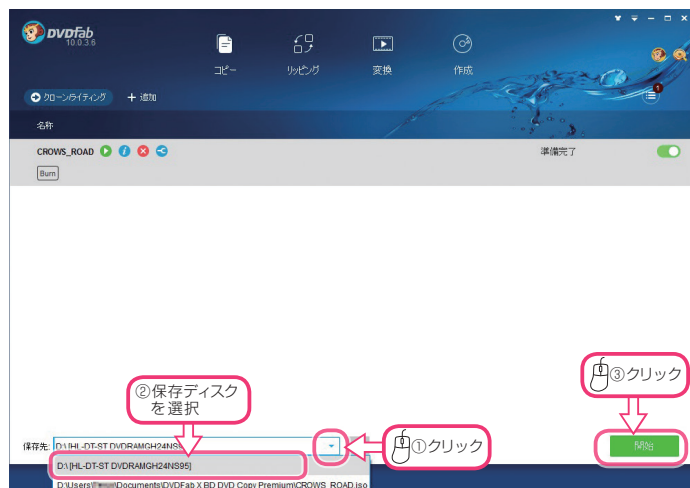 DVDFab
10.0.3.6
コピー
リッピング
変換
作成
クローン/ライティング
+ 追加
1
名称
CROWS_ROAD
準備完了
Burn
②保存ディスク
を選択
③クリック
保存先:
D:\ [HL-DT-ST DVDRAMGH24NS95]
①クリック
開始
D:\ [HL-DT-ST DVDRAMGH24NS95]
D:\Users\ \Documents\DVDFab X BD DVD Copy Premium\CROWS_ROAD.iso